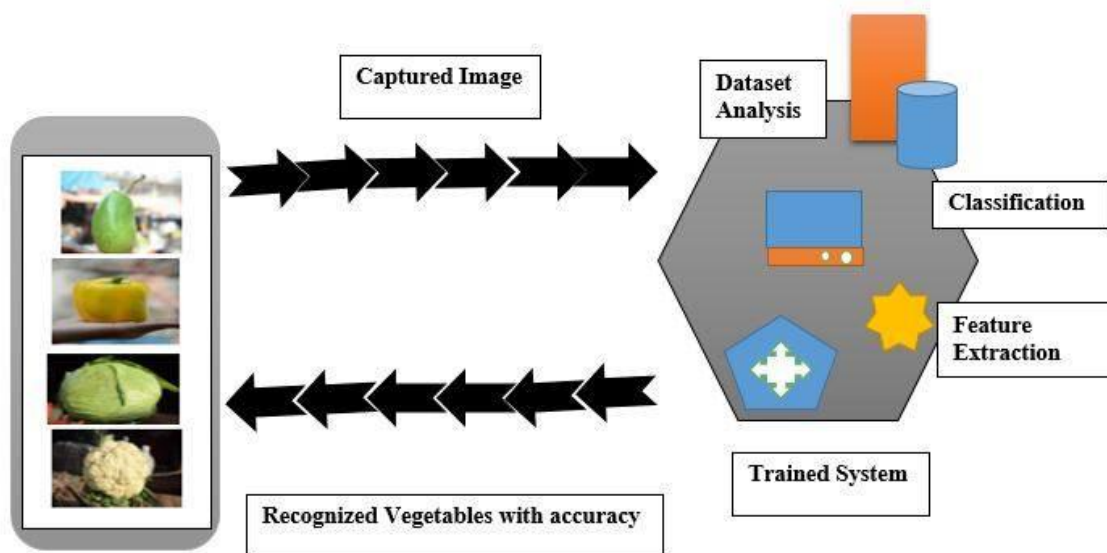 Captured Image
Dataset
Analysis
Classification
Feature
Extraction
Trained System
Recognized Vegetables with accuracy